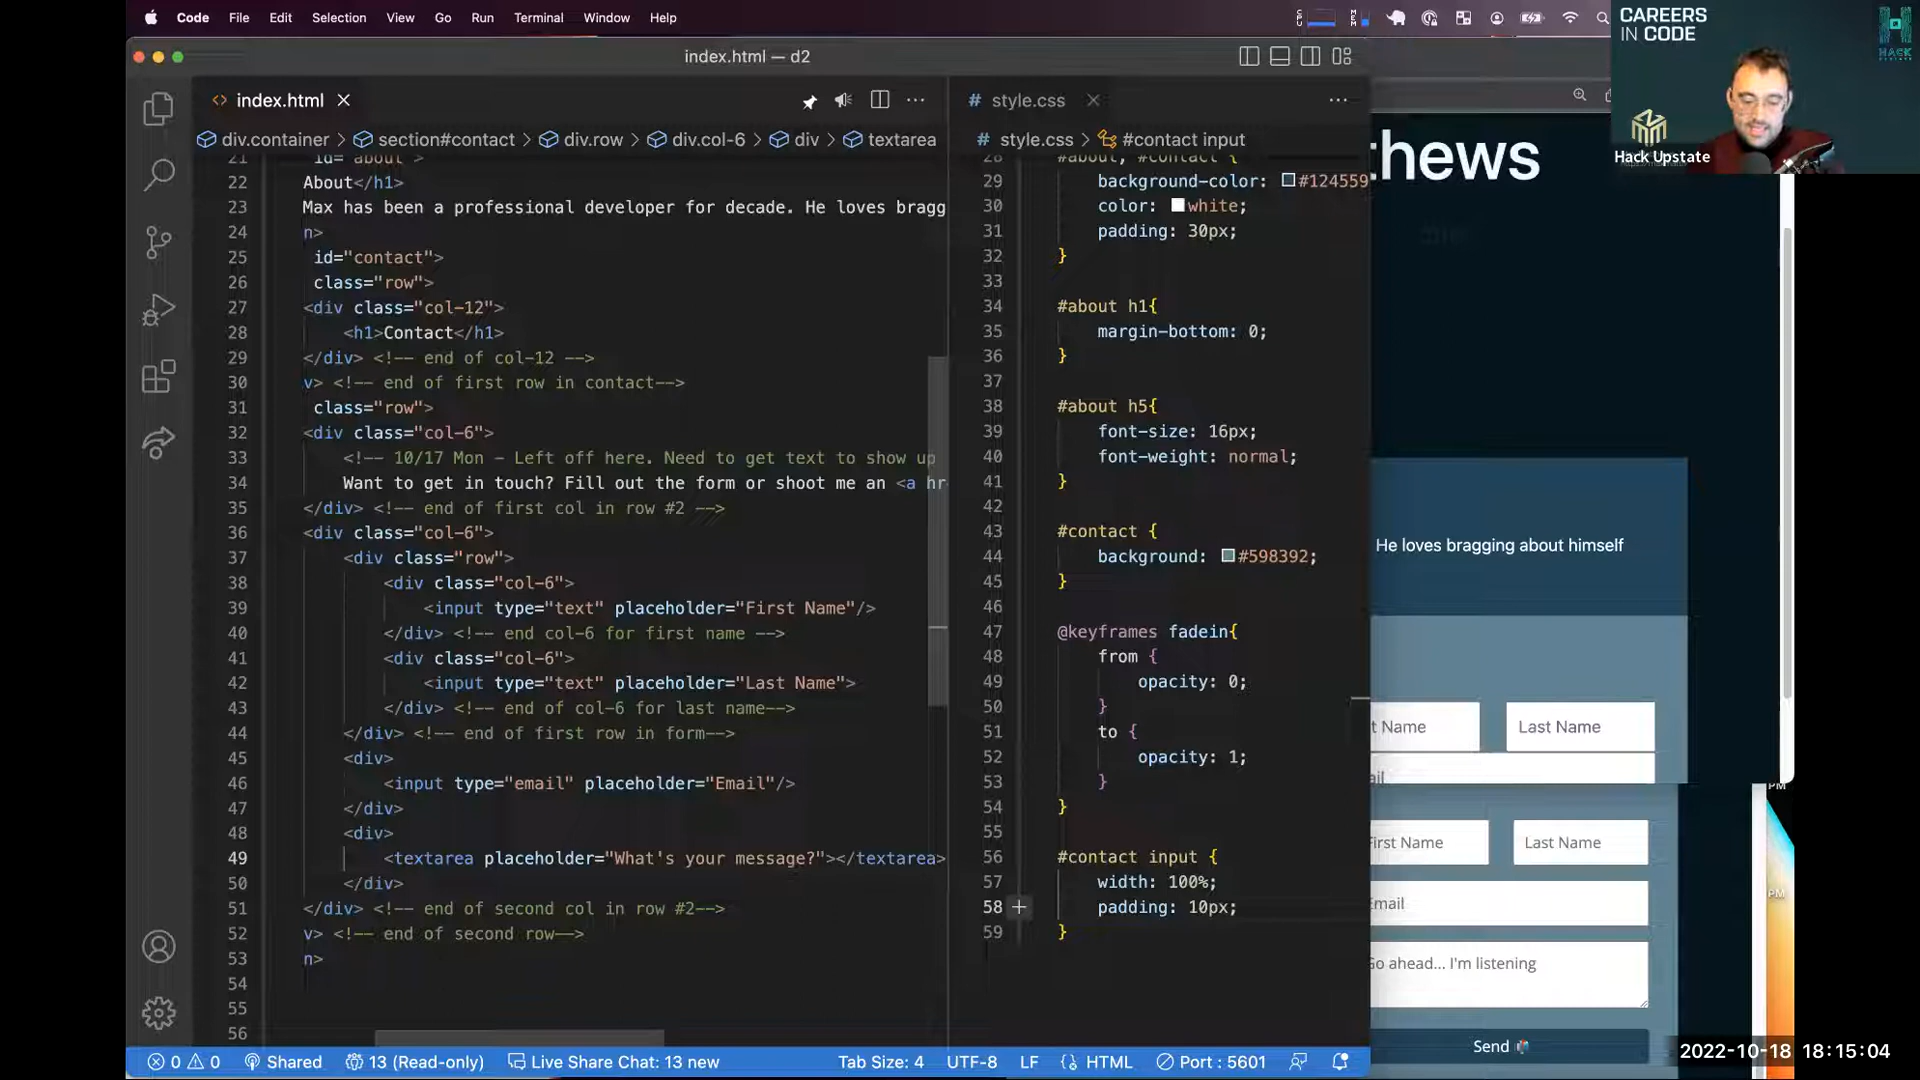 Code File Edit Selection View Go Run Terminal Window Help
CAREERS
IN CODE
HACK
Hack Upstate
index.html — d2
index.html
div.container > section#contact > div.row > div.col-6 > div > textarea
21 id="about">
22 About</h1>
23 Max has been a professional developer for decade. He loves bragg
24 n>
25 id="contact">
26 class="row">
27 <div class="col-12">
28 <h1>Contact</h1>
29 </div> <!-- end of col-12 -->
30 v> <!-- end of first row in contact-->
31 class="row">
32 <div class="col-6">
33 <!-- 10/17 Mon - Left off here. Need to get text to show up
34 Want to get in touch? Fill out the form or shoot me an <a hr
35 </div> <!-- end of first col in row #2 -->
36 <div class="col-6">
37 <div class="row">
38 <div class="col-6">
39 <input type="text" placeholder="First Name"/>
40 </div> <!-- end col-6 for first name -->
41 <div class="col-6">
42 <input type="text" placeholder="Last Name">
43 </div> <!-- end of col-6 for last name-->
44 </div> <!-- end of first row in form-->
45 <div>
46 <input type="email" placeholder="Email"/>
47 </div>
48 <div>
49 <textarea placeholder="What's your message?"></textarea>
50 </div>
51 </div> <!-- end of second col in row #2-->
52 v> <!-- end of second row-->
53 n>
54
55
56
# style.css
# style.css > #contact input
28 #about, #contact {
29 background-color: #124559
30 color: white;
31 padding: 30px;
32 }
33
34 #about h1{
35 margin-bottom: 0;
36 }
37
38 #about h5{
39 font-size: 16px;
40 font-weight: normal;
41 }
42
43 #contact {
44 background: #598392;
45 }
46
47 @keyframes fadein{
48 from {
49 opacity: 0;
50 }
51 to {
52 opacity: 1;
53 }
54 }
55
56 #contact input {
57 width: 100%;
58 padding: 10px;
59 }
thews
He loves bragging about himself
t Name Last Name
ail
PM
First Name Last Name
PM
Email
Go ahead... I'm listening
Send
0 0 Shared 13 (Read-only) Live Share Chat: 13 new Tab Size: 4 UTF-8 LF {} HTML Port : 5601
2022-10-18 18:15:04